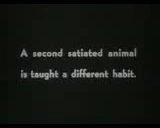 A second satiated animal
is taught a different habit.